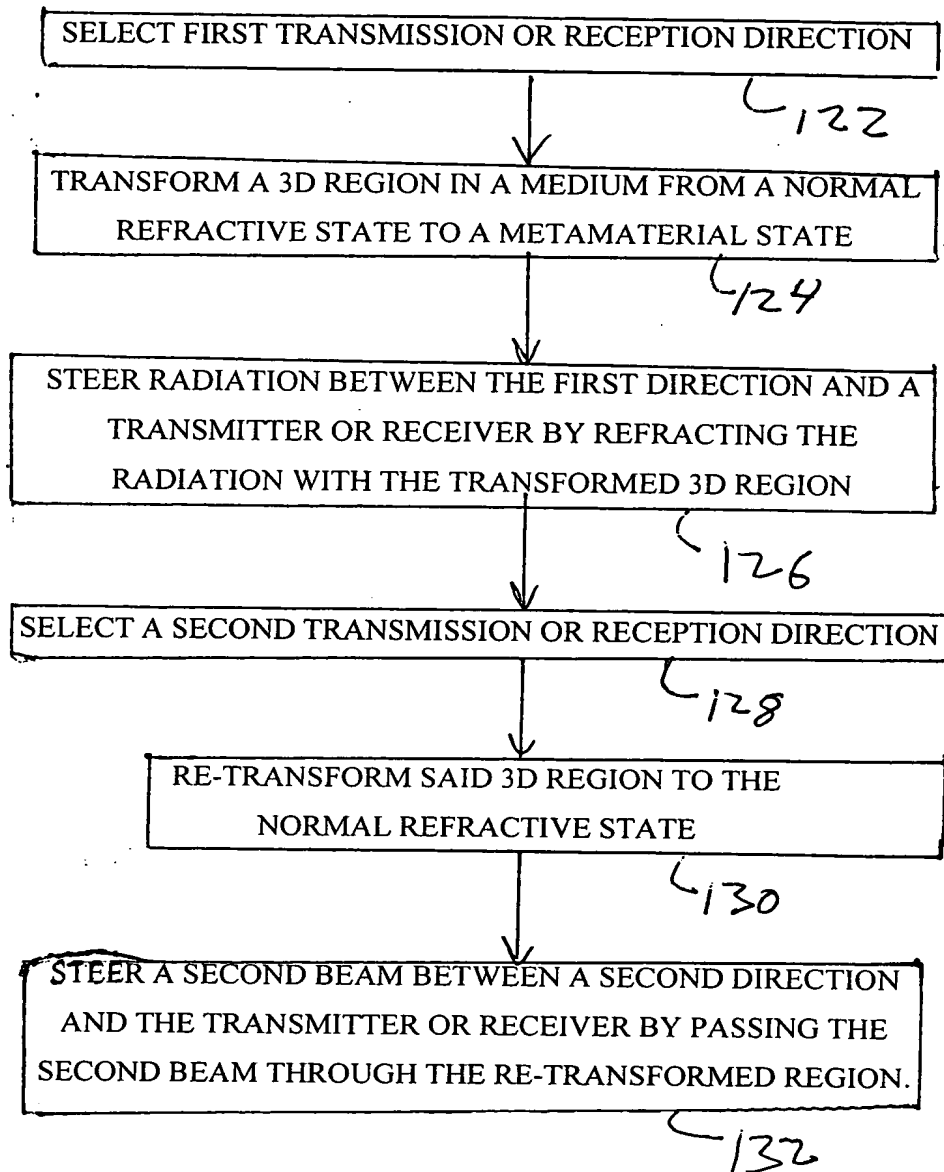 SELECT FIRST TRANSMISSION OR RECEPTION DIRECTION
122
TRANSFORM A 3D REGION IN A MEDIUM FROM A NORMAL
REFRACTIVE STATE TO A METAMATERIAL STATE
124
STEER RADIATION BETWEEN THE FIRST DIRECTION AND A
TRANSMITTER OR RECEIVER BY REFRACTING THE
RADIATION WITH THE TRANSFORMED 3D REGION
126
SELECT A SECOND TRANSMISSION OR RECEPTION DIRECTION
128
RE-TRANSFORM SAID 3D REGION TO THE
NORMAL REFRACTIVE STATE
130
STEER A SECOND BEAM BETWEEN A SECOND DIRECTION
AND THE TRANSMITTER OR RECEIVER BY PASSING THE
SECOND BEAM THROUGH THE RE-TRANSFORMED REGION.
132